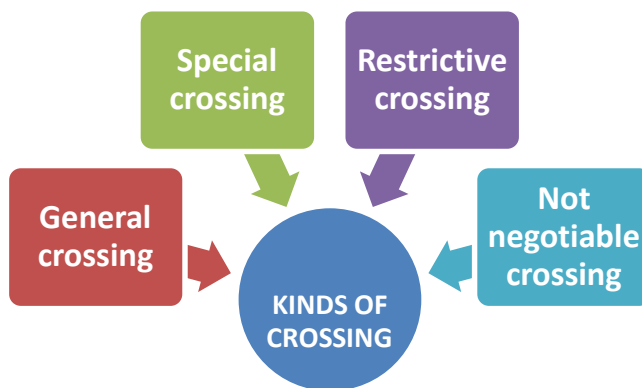 Special
crossing
Restrictive
crossing
General
crossing
Not
negotiable
crossing
KINDS OF
CROSSING